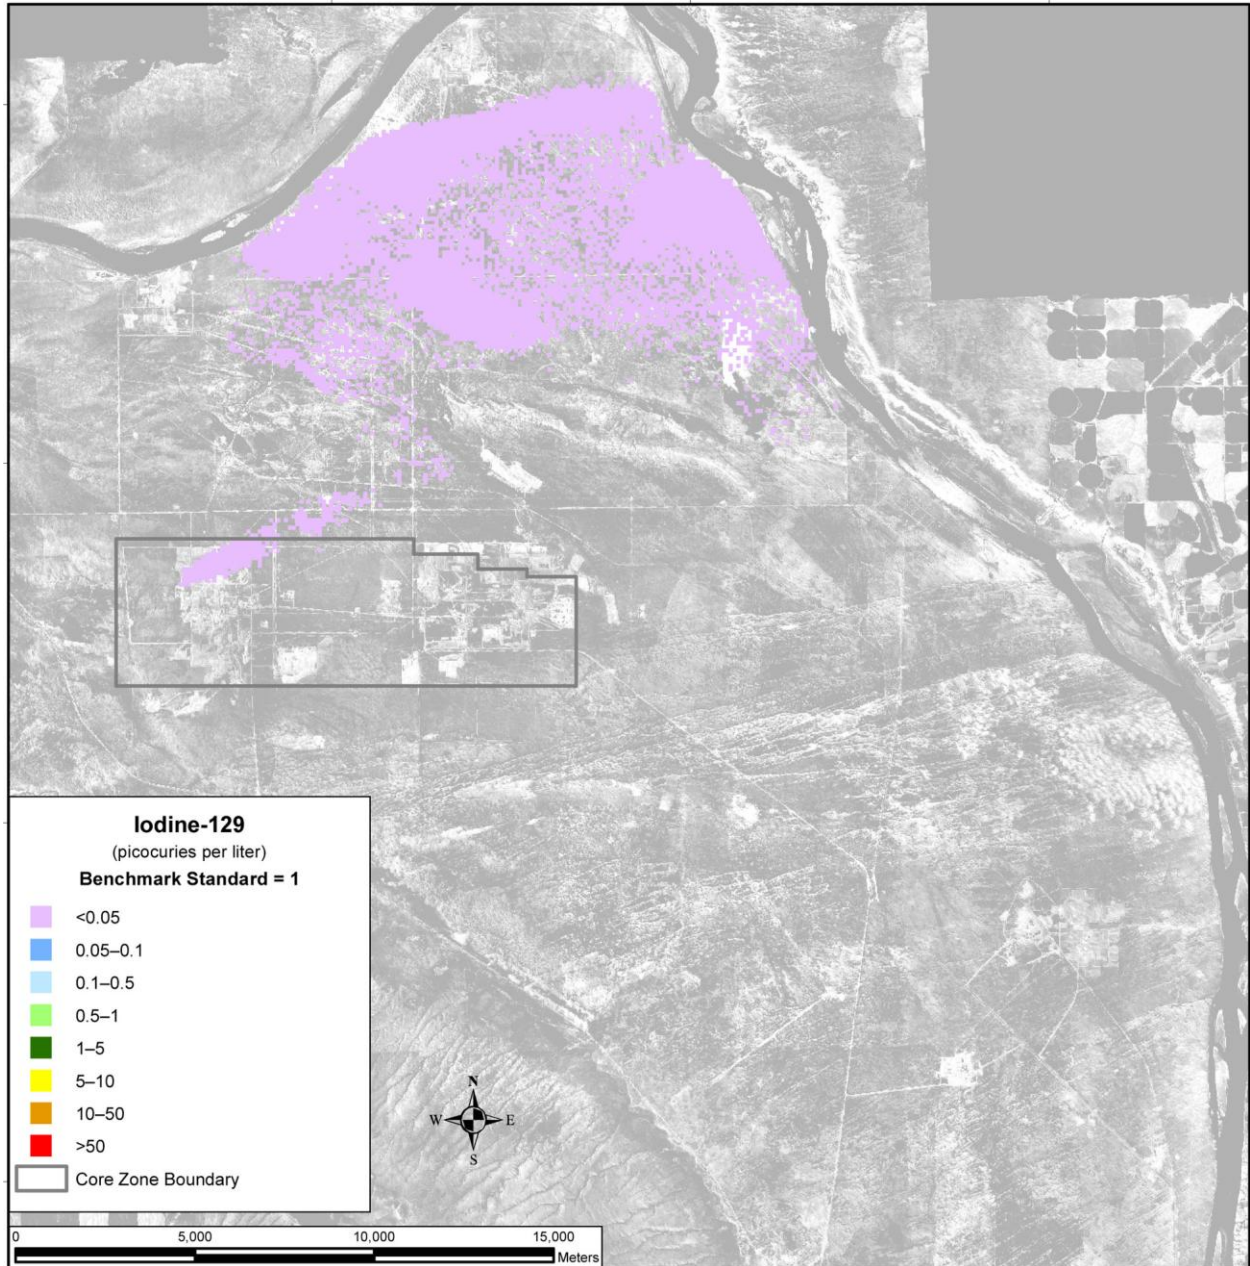 Iodine-129
(picocuries per liter)
Benchmark Standard = 1
<0.05
0.05–0.1
0.1–0.5
0.5–1
1–5
5–10
10–50
>50
Core Zone Boundary
N
W E
S
0 5,000 10,000 15,000
Meters